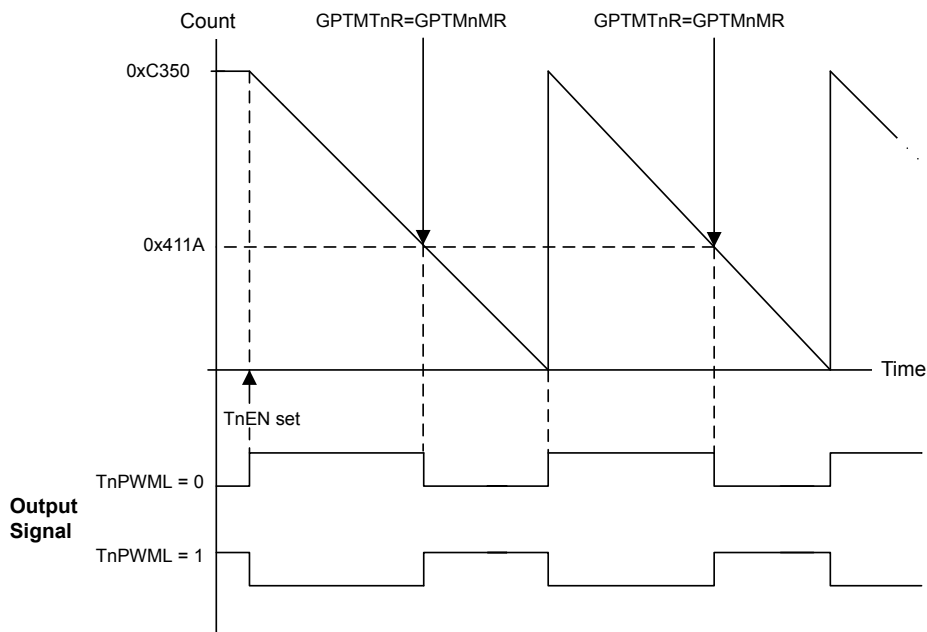 Count
GPTMTnR=GPTMnMR
GPTMTnR=GPTMnMR
0xC350
0x411A
Time
TnEN set
TnPWML = 0
Output
Signal
TnPWML = 1